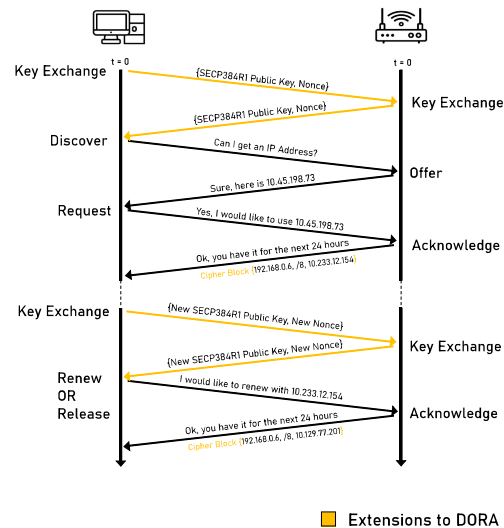 t = 0
t = 0
Key Exchange
{SECP384R1 Public Key, Nonce}
Key Exchange
{SECP384R1 Public Key, Nonce}
Discover
Can I get an IP Address?
Offer
Sure, here is 10.45.198.73
Request
Yes, I would like to use 10.45.198.73
Acknowledge
Ok, you have it for the next 24 hours
Cipher Block {192.168.0.6, /8, 10.233.12.154}
Key Exchange
{New SECP384R1 Public Key, New Nonce}
Key Exchange
{New SECP384R1 Public Key, New Nonce}
Renew
OR
Release
I would like to renew with 10.233.12.154
Acknowledge
Ok, you have it for the next 24 hours
Cipher Block {192.168.0.6, /8, 10.129.77.201}
Extensions to DORA